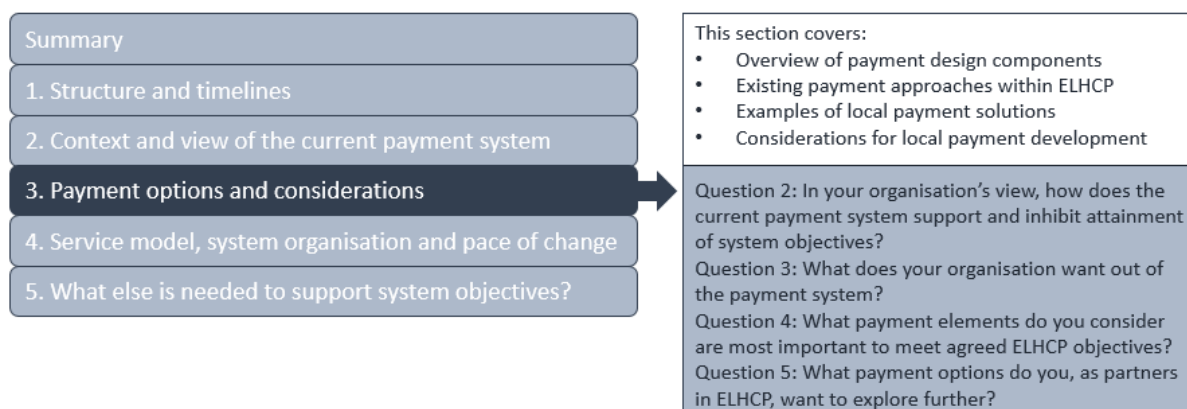 Summary
1. Structure and timelines
2. Context and view of the current payment system
3. Payment options and considerations
4. Service model, system organisation and pace of change
5. What else is needed to support system objectives?
This section covers:
• Overview of payment design components
• Existing payment approaches within ELHCP
• Examples of local payment solutions
• Considerations for local payment development
Question 2: In your organisation's view, how does the
current payment system support and inhibit attainment
of system objectives?
Question 3: What does your organisation want out of
the payment system?
Question 4: What payment elements do you consider
are most important to meet agreed ELHCP objectives?
Question 5: What payment options do you, as partners
in ELHCP, want to explore further?